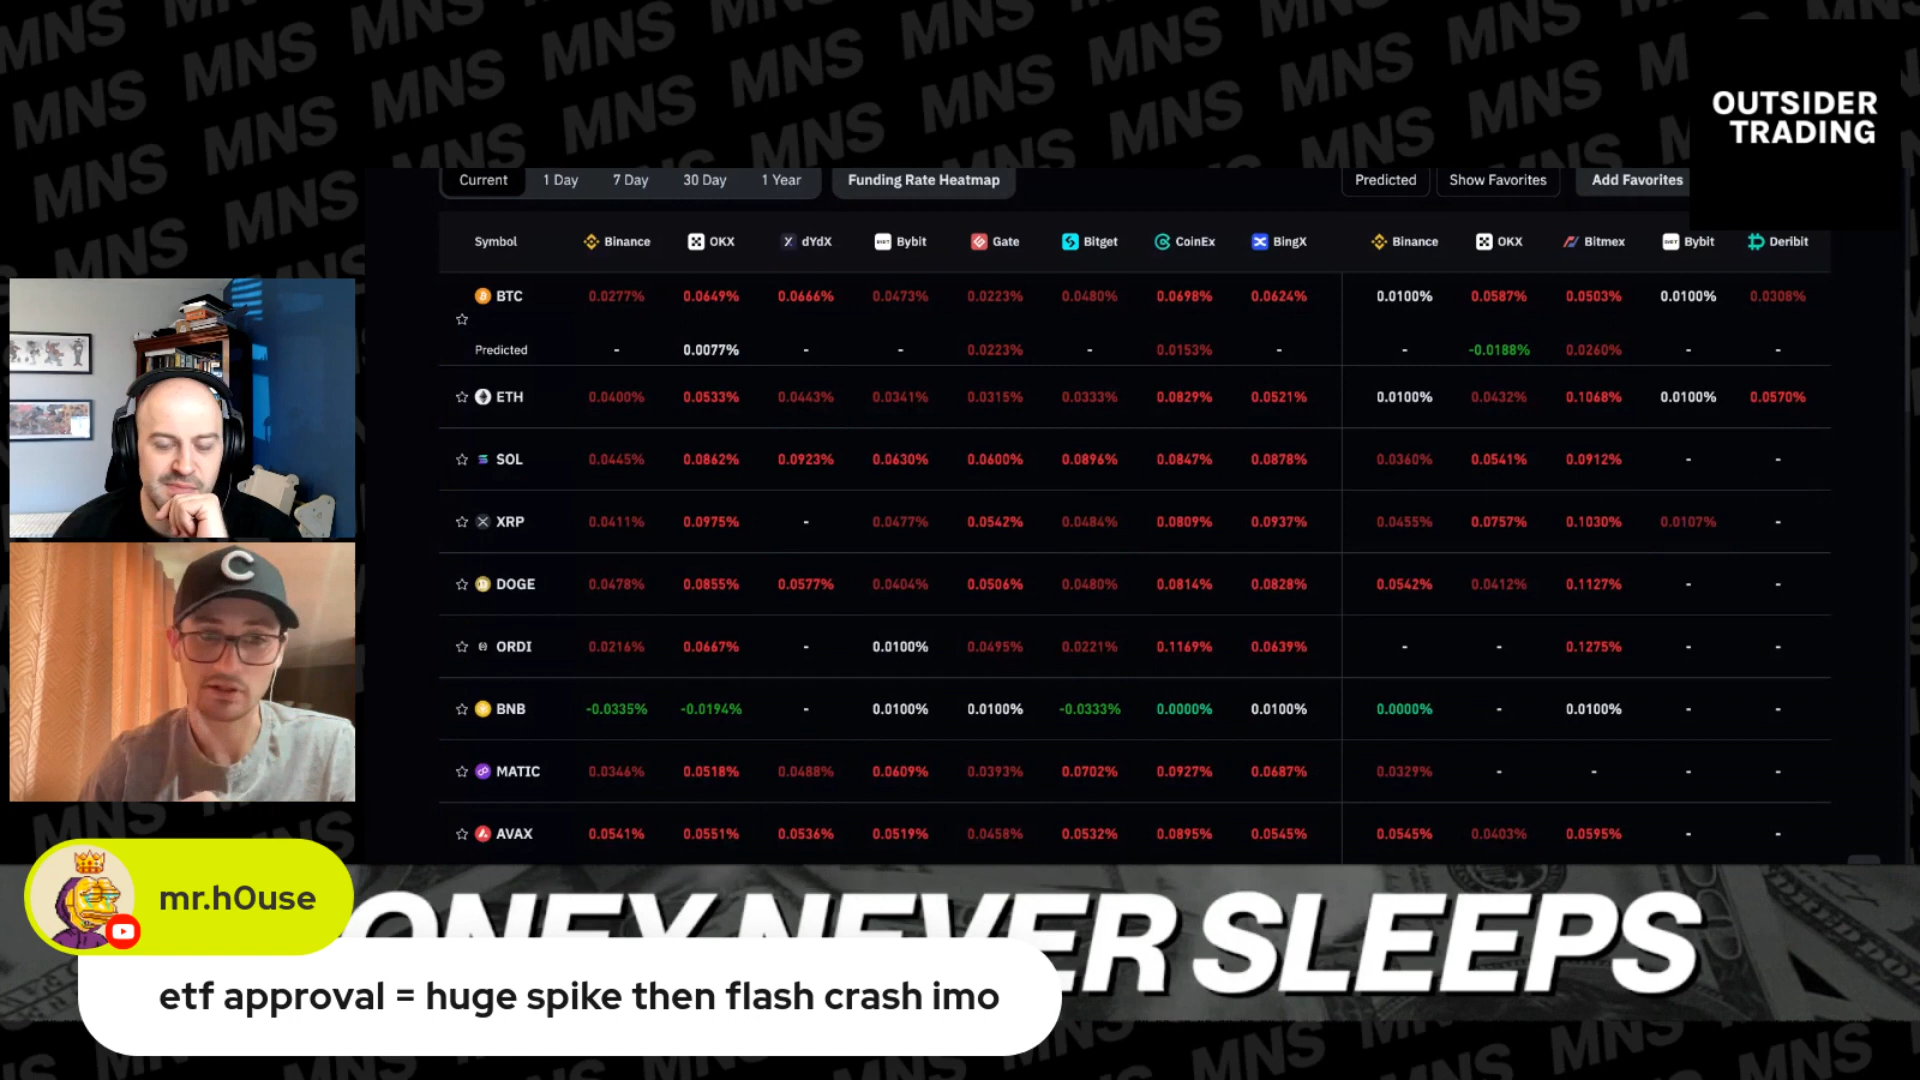 MNS
OUTSIDER
TRADING
Current 1 Day 7 Day 30 Day 1 Year Funding Rate Heatmap Predicted Show Favorites Add Favorites
Symbol Binance OKX dYdX Bybit Gate Bitget CoinEx BingX Binance OKX Bitmex Bybit Deribit
BTC 0.0277% 0.0649% 0.0666% 0.0473% 0.0223% 0.0480% 0.0698% 0.0624% 0.0100% 0.0587% 0.0503% 0.0100% 0.0308%
Predicted - 0.0077% - - 0.0223% - 0.0153% - - -0.0188% 0.0260% - -
ETH 0.0400% 0.0533% 0.0443% 0.0341% 0.0315% 0.0333% 0.0829% 0.0521% 0.0100% 0.0432% 0.1068% 0.0100% 0.0570%
SOL 0.0445% 0.0862% 0.0923% 0.0630% 0.0600% 0.0896% 0.0847% 0.0878% 0.0360% 0.0541% 0.0912% - -
XRP 0.0411% 0.0975% - 0.0477% 0.0542% 0.0484% 0.0809% 0.0937% 0.0455% 0.0757% 0.1030% 0.0107% -
DOGE 0.0478% 0.0855% 0.0577% 0.0404% 0.0506% 0.0480% 0.0814% 0.0828% 0.0542% 0.0412% 0.1127% - -
ORDI 0.0216% 0.0667% - 0.0100% 0.0495% 0.0221% 0.1169% 0.0639% - - 0.1275% - -
BNB -0.0335% -0.0194% - 0.0100% 0.0100% -0.0333% 0.0000% 0.0100% 0.0000% - 0.0100% - -
MATIC 0.0346% 0.0518% 0.0488% 0.0609% 0.0393% 0.0702% 0.0927% 0.0687% 0.0329% - - - -
AVAX 0.0541% 0.0551% 0.0536% 0.0519% 0.0458% 0.0532% 0.0895% 0.0545% 0.0545% 0.0403% 0.0595% - -
C
mr.h0use
ONEY NEVER SLEEPS
etf approval = huge spike then flash crash imo